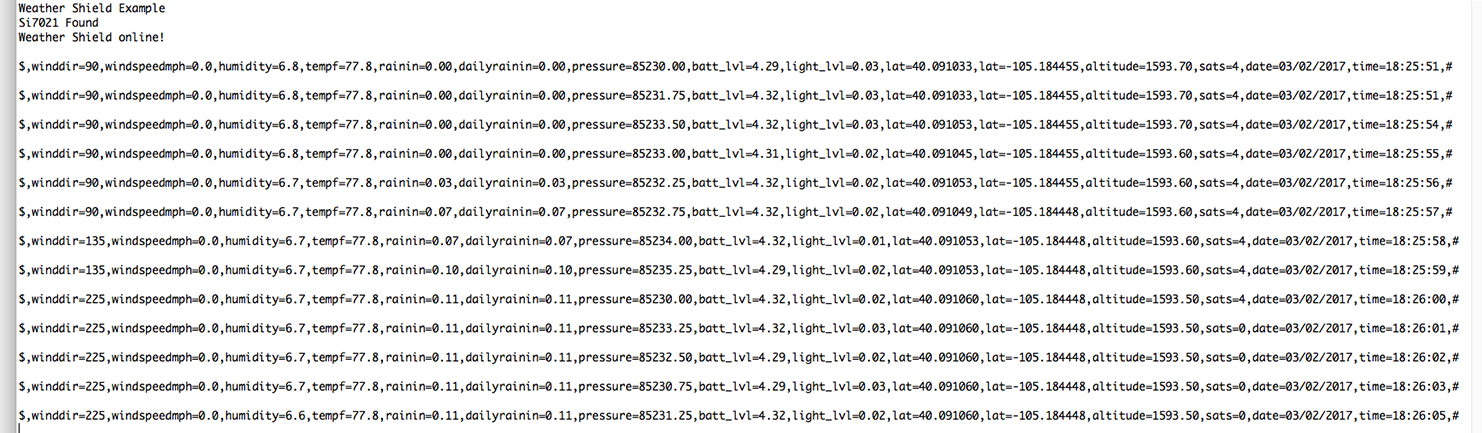 Weather Shield Example
Si7021 Found
Weather Shield online!
$,winddir=90,windspeedmph=0.0,humidity=6.8,tempf=77.8,rainin=0.00,dailyrainin=0.00,pressure=85230.00,batt_lvl=4.29,light_lvl=0.03,lat=40.091033,lat=-105.184455,altitude=1593.70,sats=4,date=03/02/2017,time=18:25:51,#
$,winddir=90,windspeedmph=0.0,humidity=6.8,tempf=77.8,rainin=0.00,dailyrainin=0.00,pressure=85231.75,batt_lvl=4.32,light_lvl=0.03,lat=40.091033,lat=-105.184455,altitude=1593.70,sats=4,date=03/02/2017,time=18:25:51,#
$,winddir=90,windspeedmph=0.0,humidity=6.8,tempf=77.8,rainin=0.00,dailyrainin=0.00,pressure=85233.50,batt_lvl=4.32,light_lvl=0.03,lat=40.091053,lat=-105.184455,altitude=1593.70,sats=4,date=03/02/2017,time=18:25:54,#
$,winddir=90,windspeedmph=0.0,humidity=6.8,tempf=77.8,rainin=0.00,dailyrainin=0.00,pressure=85233.00,batt_lvl=4.31,light_lvl=0.02,lat=40.091045,lat=-105.184455,altitude=1593.60,sats=4,date=03/02/2017,time=18:25:55,#
$,winddir=90,windspeedmph=0.0,humidity=6.7,tempf=77.8,rainin=0.03,dailyrainin=0.03,pressure=85232.25,batt_lvl=4.32,light_lvl=0.02,lat=40.091053,lat=-105.184455,altitude=1593.60,sats=4,date=03/02/2017,time=18:25:56,#
$,winddir=90,windspeedmph=0.0,humidity=6.7,tempf=77.8,rainin=0.07,dailyrainin=0.07,pressure=85232.75,batt_lvl=4.32,light_lvl=0.02,lat=40.091049,lat=-105.184448,altitude=1593.60,sats=4,date=03/02/2017,time=18:25:57,#
$,winddir=135,windspeedmph=0.0,humidity=6.7,tempf=77.8,rainin=0.07,dailyrainin=0.07,pressure=85234.00,batt_lvl=4.32,light_lvl=0.01,lat=40.091053,lat=-105.184448,altitude=1593.60,sats=4,date=03/02/2017,time=18:25:58,#
$,winddir=135,windspeedmph=0.0,humidity=6.7,tempf=77.8,rainin=0.10,dailyrainin=0.10,pressure=85235.25,batt_lvl=4.29,light_lvl=0.02,lat=40.091053,lat=-105.184448,altitude=1593.60,sats=4,date=03/02/2017,time=18:25:59,#
$,winddir=225,windspeedmph=0.0,humidity=6.7,tempf=77.8,rainin=0.11,dailyrainin=0.11,pressure=85230.00,batt_lvl=4.32,light_lvl=0.02,lat=40.091060,lat=-105.184448,altitude=1593.50,sats=4,date=03/02/2017,time=18:26:00,#
$,winddir=225,windspeedmph=0.0,humidity=6.7,tempf=77.8,rainin=0.11,dailyrainin=0.11,pressure=85233.25,batt_lvl=4.32,light_lvl=0.03,lat=40.091060,lat=-105.184448,altitude=1593.50,sats=0,date=03/02/2017,time=18:26:01,#
$,winddir=225,windspeedmph=0.0,humidity=6.7,tempf=77.8,rainin=0.11,dailyrainin=0.11,pressure=85232.50,batt_lvl=4.29,light_lvl=0.02,lat=40.091060,lat=-105.184448,altitude=1593.50,sats=0,date=03/02/2017,time=18:26:02,#
$,winddir=225,windspeedmph=0.0,humidity=6.7,tempf=77.8,rainin=0.11,dailyrainin=0.11,pressure=85230.75,batt_lvl=4.29,light_lvl=0.03,lat=40.091060,lat=-105.184448,altitude=1593.50,sats=0,date=03/02/2017,time=18:26:03,#
$,winddir=225,windspeedmph=0.0,humidity=6.6,tempf=77.8,rainin=0.11,dailyrainin=0.11,pressure=85231.25,batt_lvl=4.32,light_lvl=0.02,lat=40.091060,lat=-105.184448,altitude=1593.50,sats=0,date=03/02/2017,time=18:26:05,#